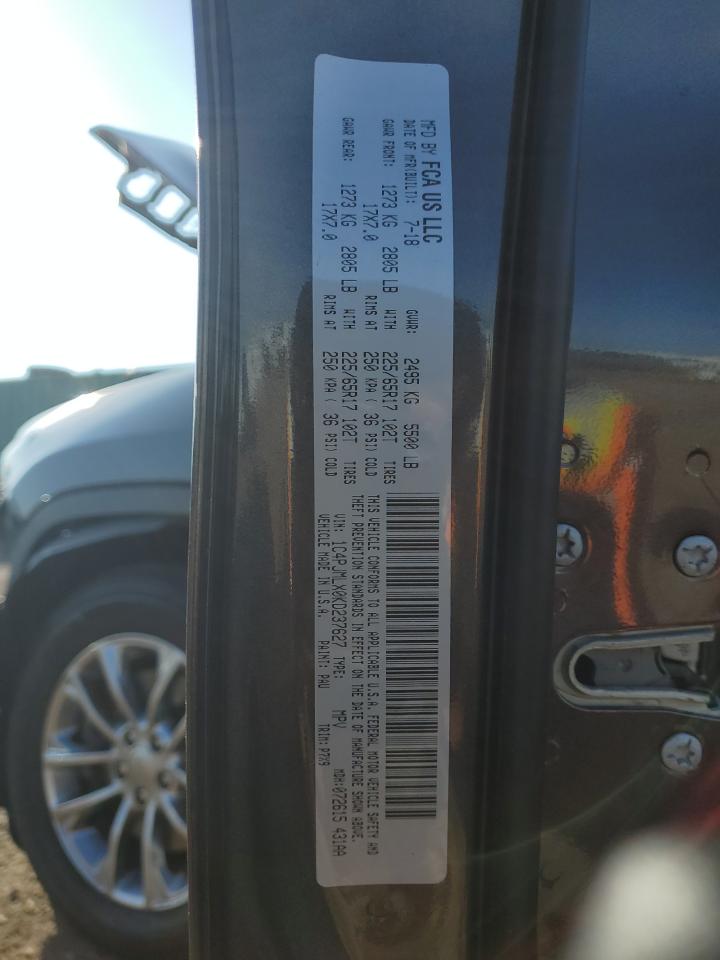 MFD BY FCA US LLC
DATE OF MFR(BUILT): 7-18 GVWR: 2495 KG 5500 LB
GAWR FRONT: 1273 KG 2805 LB WITH 225/65R17 102T TIRES
17X7.0 RIMS AT 250 KPA ( 36 PSI) COLD
GAWR REAR: 1273 KG 2805 LB WITH 225/65R17 102T TIRES
17X7.0 RIMS AT 250 KPA ( 36 PSI) COLD
THIS VEHICLE CONFORMS TO ALL APPLICABLE U.S.A. FEDERAL MOTOR VEHICLE SAFETY AND
THEFT PREVENTION STANDARDS IN EFFECT ON THE DATE OF MANUFACTURE SHOWN ABOVE.
VIN: 1C4PJMLX0KD237627 TYPE: MPV MDH:072615 431AA
VEHICLE MADE IN U.S.A. PAINT: PAU TRIM: P7X9